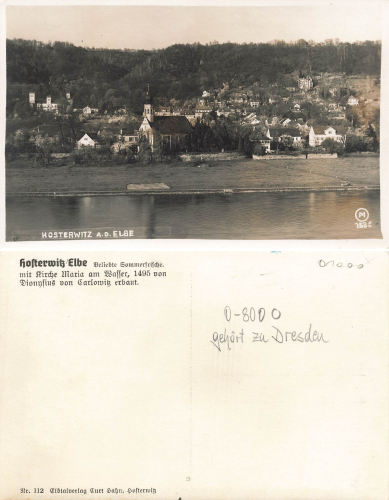 HOSTERWITZ A.D. ELBE
M
Hosterwitz/Elbe Beliebte Sommerfrische.
mit Kirche Maria am Wasser, 1495 von
Dionysius von Carlowitz erbaut.
O-8000
gehört zu Dresden
Nr. 112 Elbtalverlag Curt Hahn, Hosterwitz